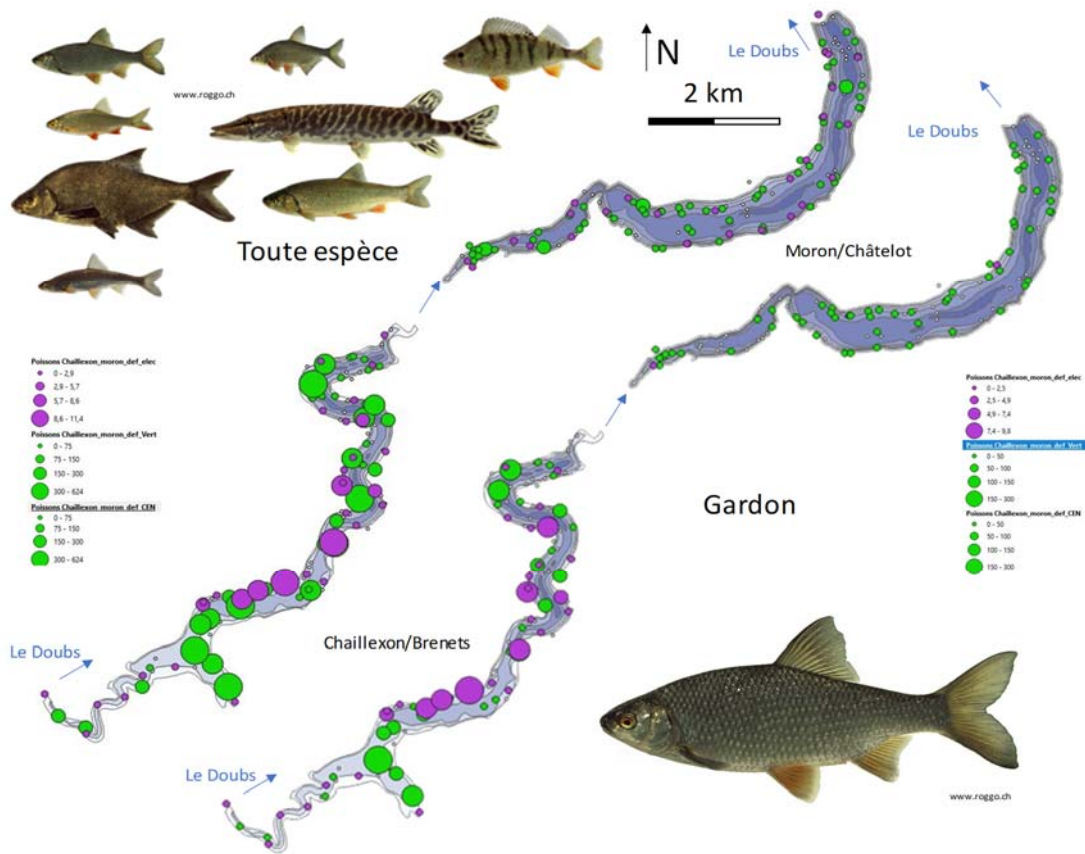 www.roggo.ch
Toute espèce
N
2 km
Le Doubs
Le Doubs
Moron/Châtelot
Poissons Chaillexon_moron_def_elec
0 - 2,9
2,9 - 5,7
5,7 - 8,6
8,6 - 11,4
Poissons Chaillexon_moron_def_Vert
0 - 75
75 - 150
150 - 300
300 - 624
Poissons Chaillexon_moron_def_CEN
0 - 75
75 - 150
150 - 300
300 - 624
Poissons Chaillexon_moron_def_elec
0 - 2,5
2,5 - 4,9
4,9 - 7,4
7,4 - 9,8
Poissons Chaillexon_moron_def_Vert
0 - 50
50 - 100
100 - 150
150 - 300
Poissons Chaillexon_moron_def_CEN
0 - 50
50 - 100
100 - 150
150 - 300
Gardon
Chaillexon/Brenets
Le Doubs
Le Doubs
www.roggo.ch